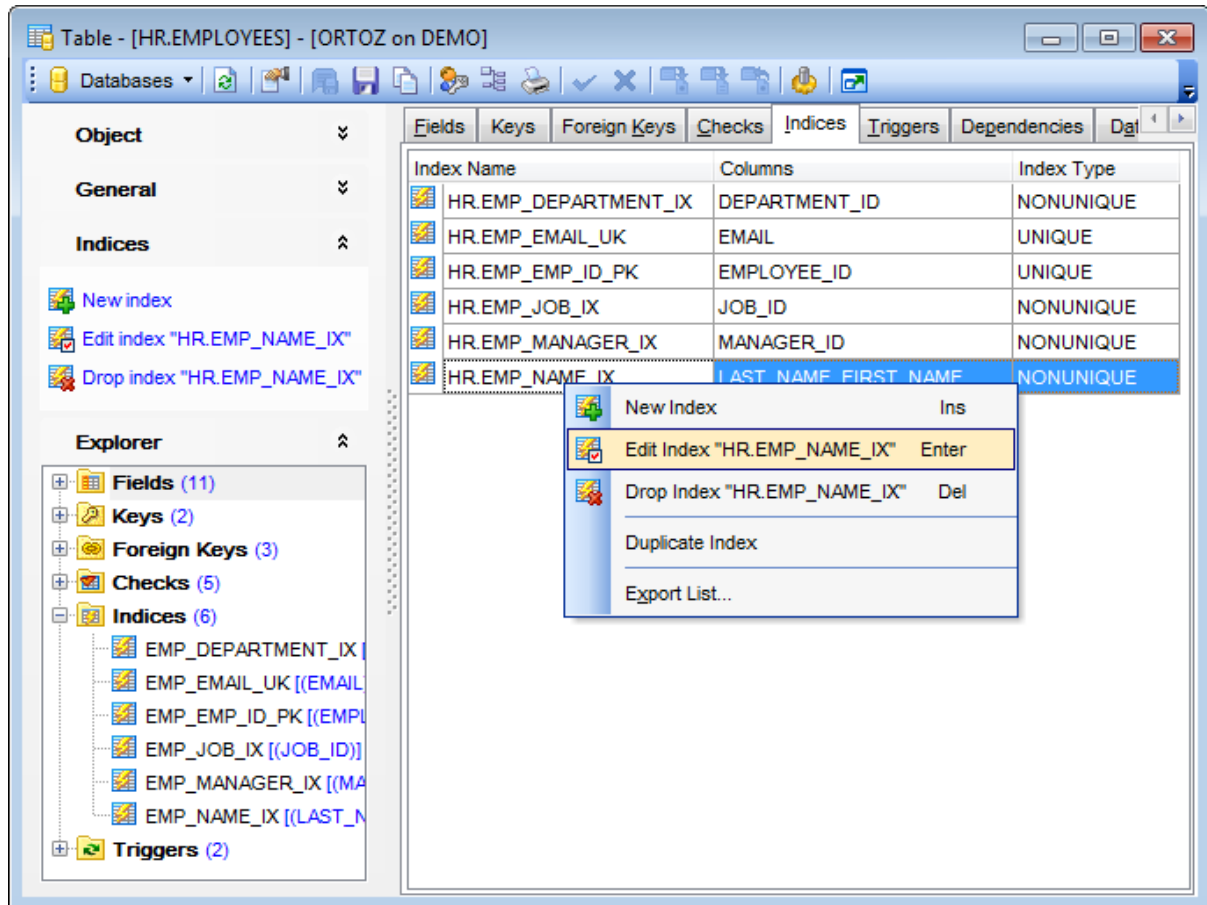 Table - [HR.EMPLOYEES] - [ORTOZ on DEMO]
Databases
Object
General
Indices
New index
Edit index "HR.EMP_NAME_IX"
Drop index "HR.EMP_NAME_IX"
Explorer
Fields (11)
Keys (2)
Foreign Keys (3)
Checks (5)
Indices (6)
EMP_DEPARTMENT_IX [
EMP_EMAIL_UK [(EMAIL
EMP_EMP_ID_PK [(EMPL
EMP_JOB_IX [(JOB_ID)]
EMP_MANAGER_IX [(MA
EMP_NAME_IX [(LAST_N
Triggers (2)
Fields Keys Foreign Keys Checks Indices Triggers Dependencies Dat
Index Name Columns Index Type
HR.EMP_DEPARTMENT_IX DEPARTMENT_ID NONUNIQUE
HR.EMP_EMAIL_UK EMAIL UNIQUE
HR.EMP_EMP_ID_PK EMPLOYEE_ID UNIQUE
HR.EMP_JOB_IX JOB_ID NONUNIQUE
HR.EMP_MANAGER_IX MANAGER_ID NONUNIQUE
HR.EMP_NAME_IX LAST_NAME FIRST_NAME NONUNIQUE
New Index Ins
Edit Index "HR.EMP_NAME_IX" Enter
Drop Index "HR.EMP_NAME_IX" Del
Duplicate Index
Export List...